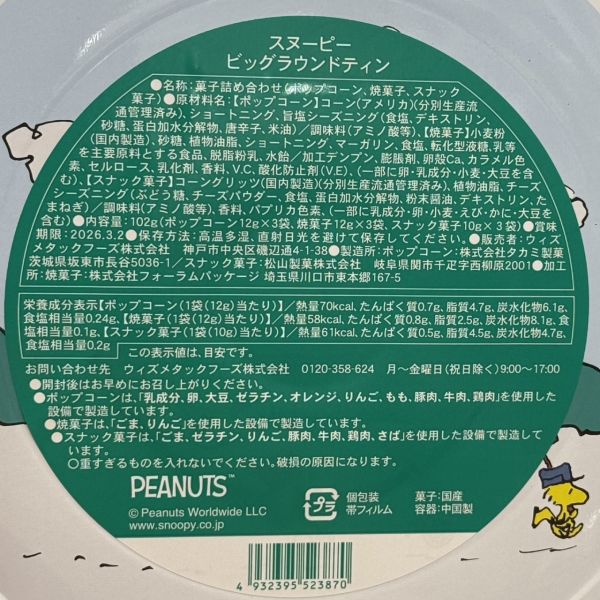 スヌーピー
ビッグラウンドティン
●名称:菓子詰め合わせ(ポップコーン、焼菓子、スナック
菓子)●原材料名:【ポップコーン】コーン(アメリカ)(分別生産流
通管理済み)、ショートニング、旨塩シーズニング(食塩、デキストリン、
砂糖、蛋白加水分解物、唐辛子、米油)/調味料(アミノ酸等)、【焼菓子】小麦粉
(国内製造)、砂糖、植物油脂、ショートニング、マーガリン、食塩、転化型液糖、乳等
を主要原料とする食品、脱脂粉乳、水飴/加工デンプン、膨脹剤、卵殻Ca、カラメル色
素、セルロース、乳化剤、香料、V.C、酸化防止剤(V.E)、(一部に卵・乳成分・小麦・大豆を含
む)、【スナック菓子】コーングリッツ(国内製造)(分別生産流通管理済み)、植物油脂、チーズ
シーズニング(ぶどう糖、チーズパウダー、食塩、蛋白加水分解物、粉末醤油、デキストリン、た
まねぎ)/調味料(アミノ酸等)、香料、パプリカ色素、(一部に乳成分・卵・小麦・えび・かに・大豆を
含む)●内容量:102g(ポップコーン12g×3袋、焼菓子12g×3袋、スナック菓子10g×3袋)●賞味
期限:2026.3.2●保存方法:高温多湿、直射日光を避けて保存してください。●販売者:ウィズ
メタックフーズ株式会社 神戸市中央区磯辺通4-1-38●製造所:ポップコーン:株式会社タカミ製菓
茨城県坂東市長谷5036-1/スナック菓子:松山製菓株式会社 岐阜県関市千疋字西柳原2001●加工
所:焼菓子:株式会社フォーラムパッケージ 埼玉県川口市東本郷167-5
栄養成分表示【ポップコーン(1袋(12g)当たり)】/熱量70kcal、たんぱく質0.7g、脂質4.7g、炭水化物6.1g、
食塩相当量0.24g、【焼菓子(1袋(12g)当たり)】/熱量58kcal、たんぱく質0.8g、脂質2.5g、炭水化物8.1g、食
塩相当量0.1g、【スナック菓子(1袋(10g)当たり)】/熱量61kcal、たんぱく質0.5g、脂質4.5g、炭水化物4.7g、
食塩相当量0.2g この表示値は、目安です。
お問い合わせ先 ウィズメタックフーズ株式会社 0120-358-624 月〜金曜日(祝日除く)9:00〜17:00
●開封後はお早めにお召し上がりください。
●ポップコーンは、「乳成分、卵、大豆、ゼラチン、オレンジ、りんご、もも、豚肉、牛肉、鶏肉」を使用した
設備で製造しています。
●焼菓子は、「ごま、りんご」を使用した設備で製造しています。
●スナック菓子は、「ごま、ゼラチン、りんご、豚肉、牛肉、鶏肉、さば」を使用した設備で製造して
います。
○重すぎるものを入れないでください。破損の原因になります。
PEANUTS™
© Peanuts Worldwide LLC
www.snoopy.co.jp
プラ
個包装
帯フィルム
菓子:国産
容器:中国製
4 932395 523870